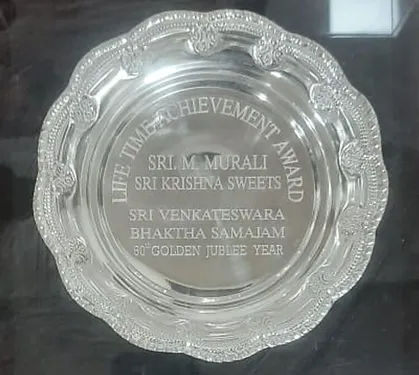 LIFE TIME ACHIEVEMENT AWARD
SRI. M. MURALI
SRI KRISHNA SWEETS
SRI VENKATESWARA
BHAKTHA SAMAJAM
60th GOLDEN JUBLEE YEAR